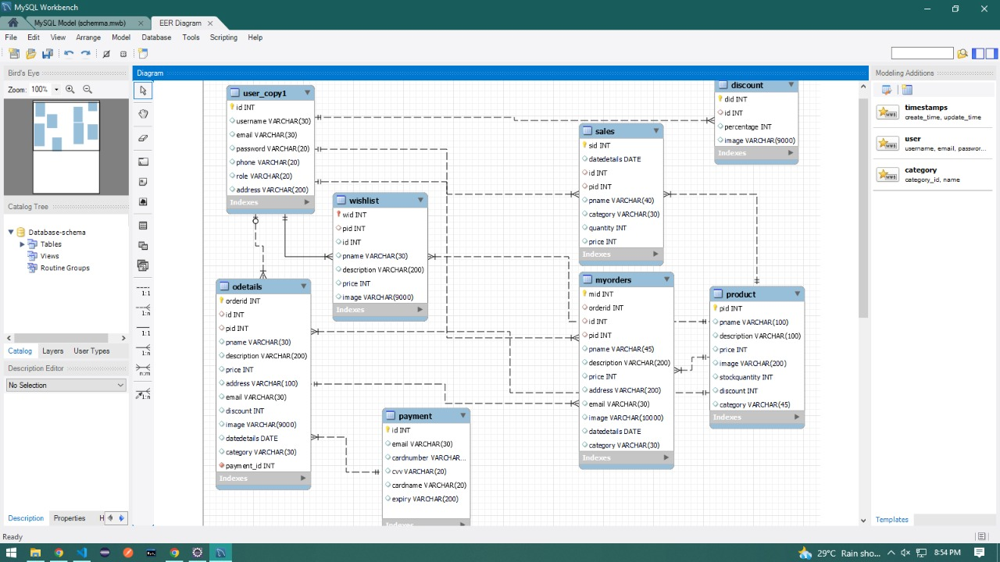 MySQL Workbench
MySQL Model (schemma.mwb) EER Diagram
File Edit View Arrange Model Database Tools Scripting Help
Bird's Eye
Zoom: 100%
Catalog Tree
Database-schema
Tables
Views
Routine Groups
Catalog Layers User Types
Description Editor
No Selection
Description Properties H
1:1
1:n
1:1
1:n
n:m
1:n
Diagram
user_copy1
id INT
username VARCHAR(30)
email VARCHAR(30)
password VARCHAR(20)
phone VARCHAR(20)
role VARCHAR(20)
address VARCHAR(200)
Indexes
wishlist
wid INT
pid INT
id INT
pname VARCHAR(30)
description VARCHAR(200)
price INT
image VARCHAR(9000)
Indexes
odetails
orderid INT
id INT
pid INT
pname VARCHAR(30)
description VARCHAR(200)
price INT
address VARCHAR(100)
email VARCHAR(30)
discount INT
image VARCHAR(9000)
datedetails DATE
category VARCHAR(30)
payment_id INT
Indexes
payment
id INT
email VARCHAR(30)
cardnumber VARCHAR...
cvv VARCHAR(20)
cardname VARCHAR(20)
expiry VARCHAR(200)
Indexes
sales
sid INT
datedetails DATE
id INT
pid INT
pname VARCHAR(40)
category VARCHAR(30)
quantity INT
price INT
Indexes
myorders
mid INT
orderid INT
id INT
pid INT
pname VARCHAR(45)
description VARCHAR(200)
price INT
address VARCHAR(200)
email VARCHAR(30)
image VARCHAR(10000)
datedetails DATE
category VARCHAR(30)
Indexes
discount
did INT
id INT
percentage INT
image VARCHAR(9000)
Indexes
product
pid INT
pname VARCHAR(100)
description VARCHAR(100)
price INT
image VARCHAR(200)
stockquantity INT
discount INT
category VARCHAR(45)
Indexes
Modeling Additions
timestamps
create_time, update_time
user
username, email, passwor...
category
category_id, name
Templates
Ready
29°C Rain sho... 8:54 PM